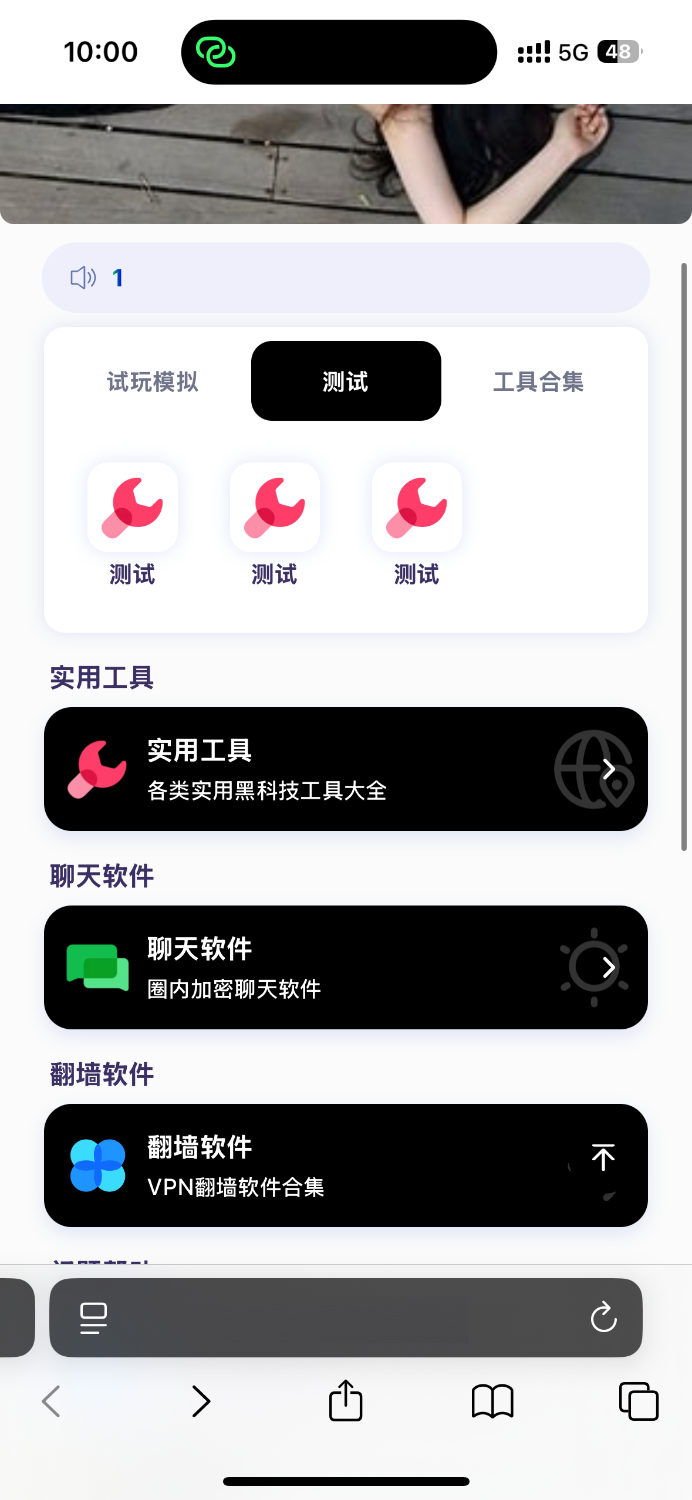 10:00
5G
48
1
试玩模拟
测试
工具合集
测试
测试
测试
实用工具
实用工具
各类实用黑科技工具大全
聊天软件
聊天软件
圈内加密聊天软件
翻墙软件
翻墙软件
VPN翻墙软件合集